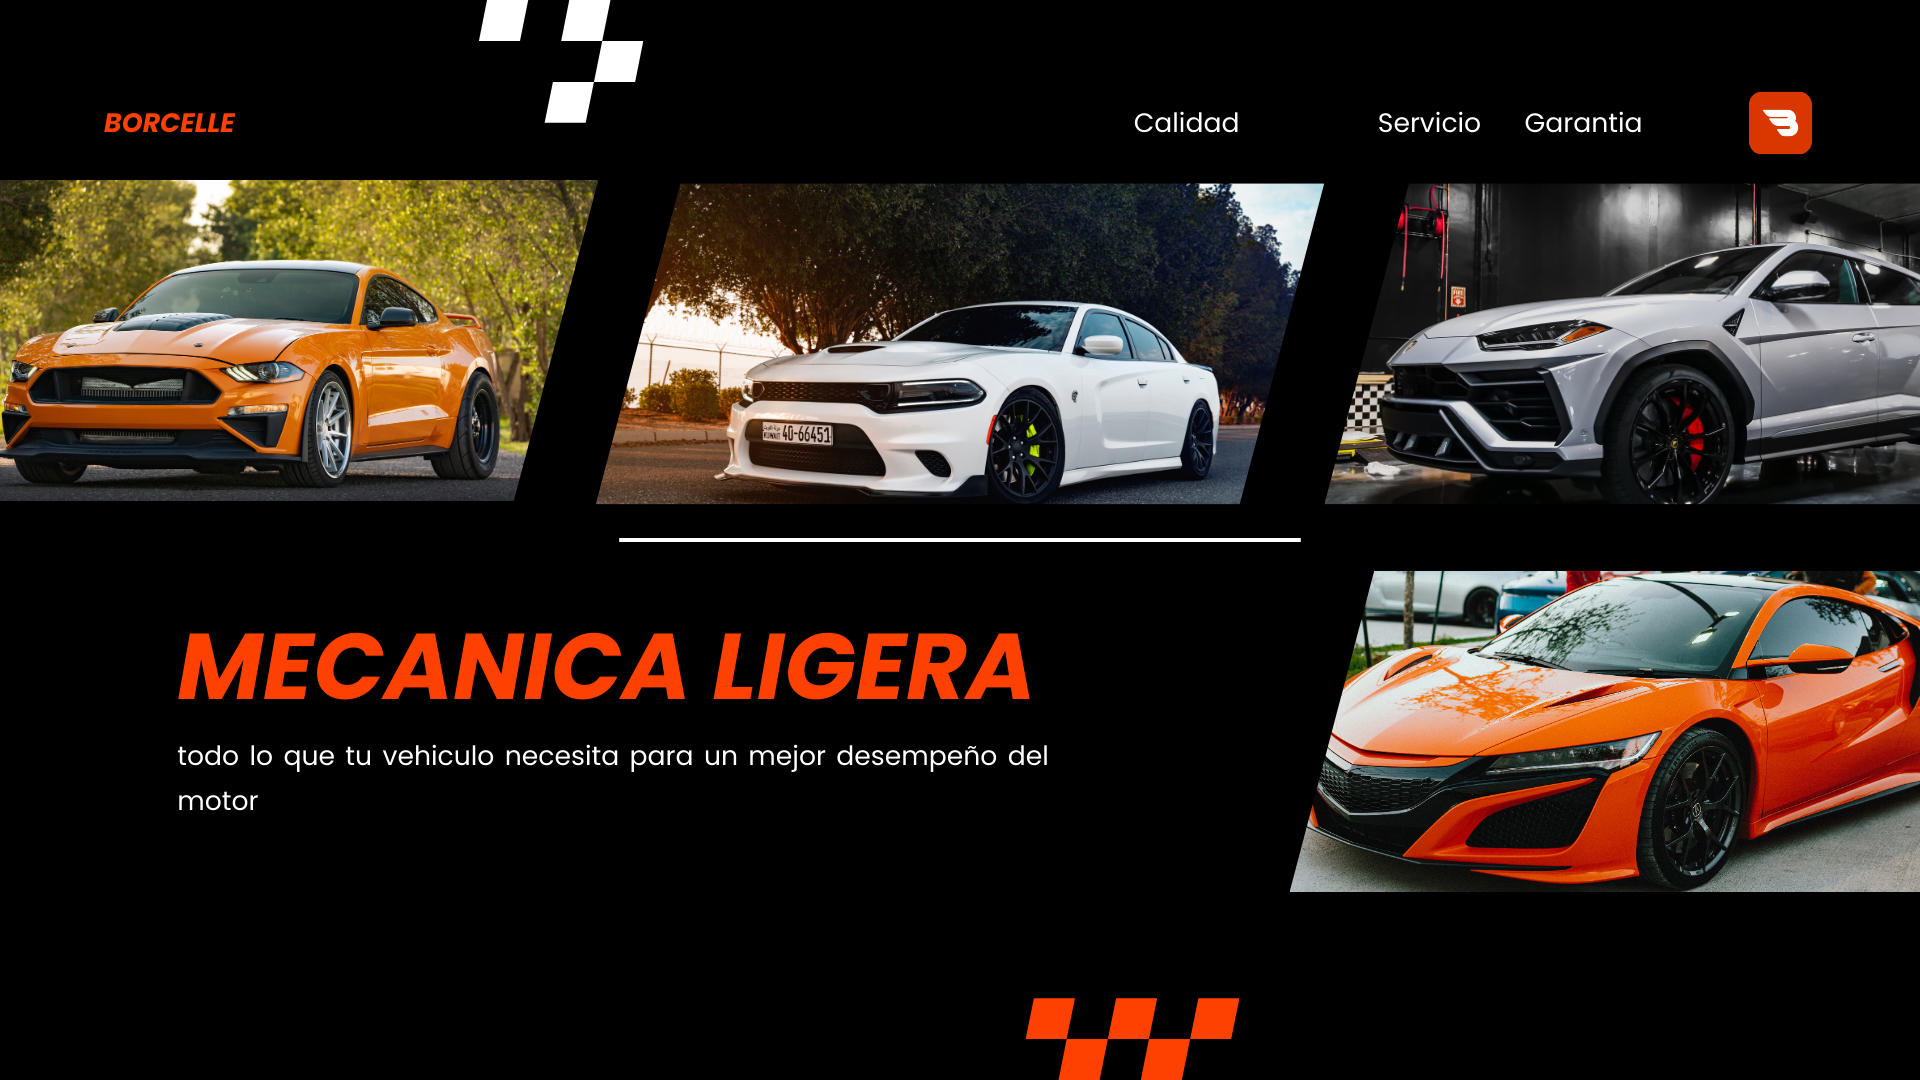 BORCELLE
Calidad Servicio Garantia
KUWAIT 40-66451
MECANICA LIGERA
todo lo que tu vehiculo necesita para un mejor desempeño del
motor